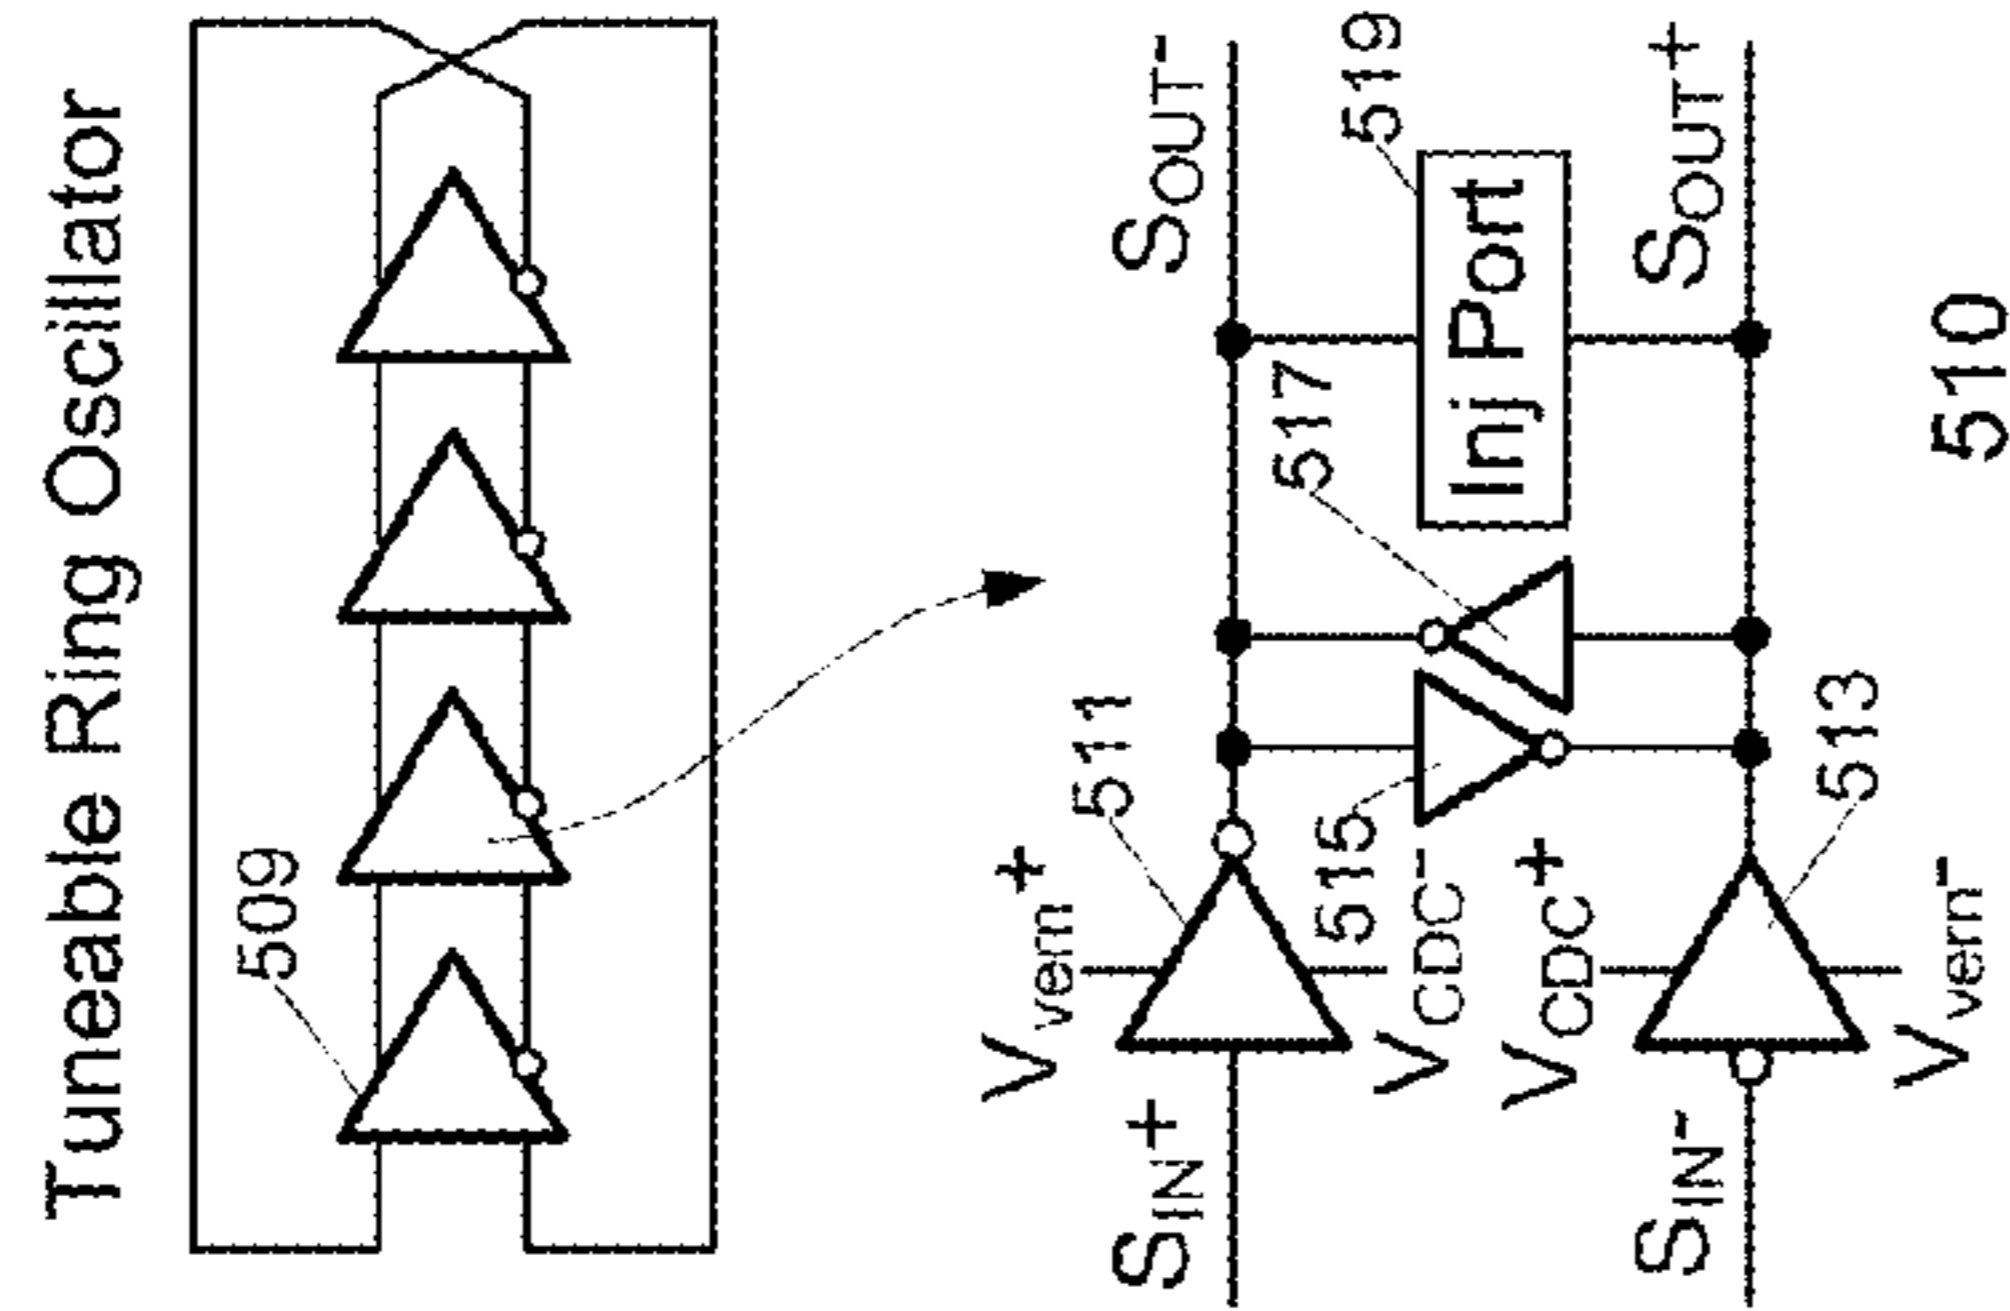 Tuneable Ring Oscillator
509
Vvern+
511
SIN+
SOUT-
515
VCDC-
517
Inj Port
519
VCDC+
SIN-
SOUT+
513
Vvern-
510